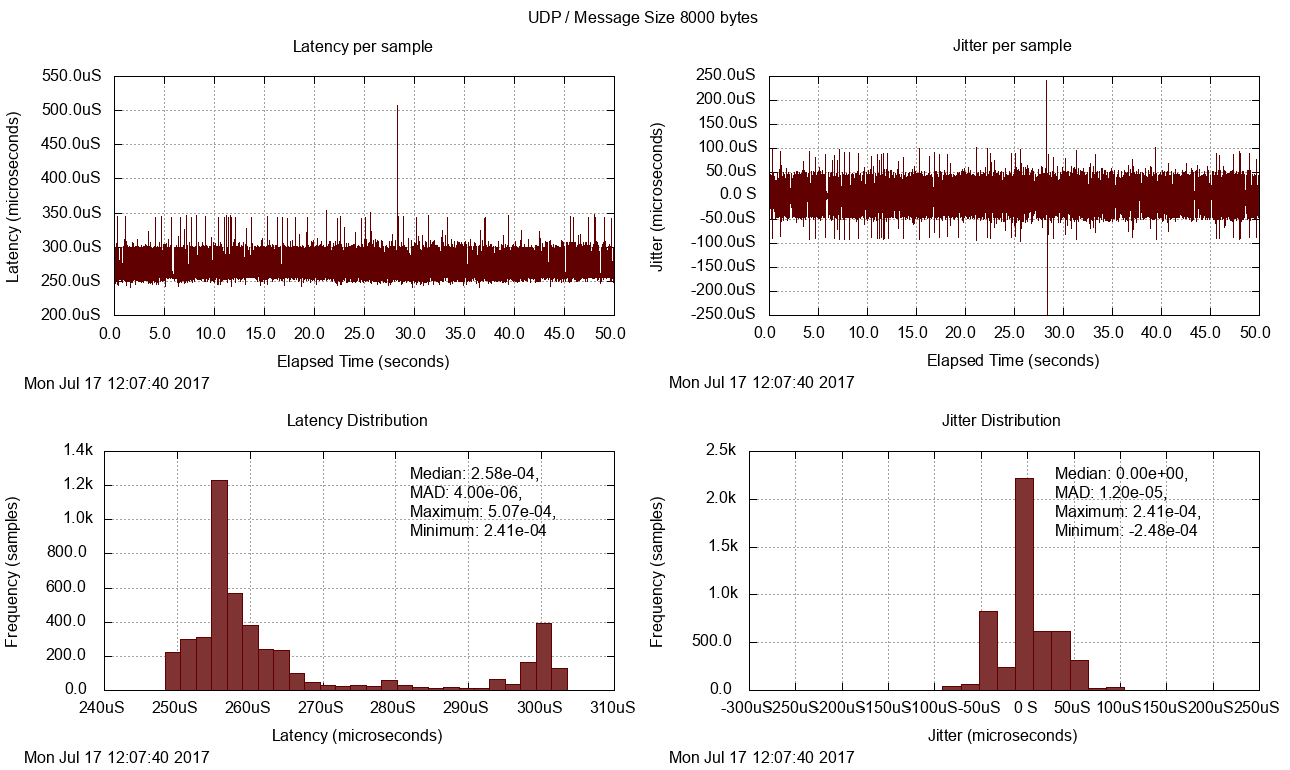 UDP / Message Size 8000 bytes
Latency per sample
550.0uS
500.0uS
450.0uS
400.0uS
350.0uS
300.0uS
250.0uS
200.0uS
Latency (microseconds)
0.0 5.0 10.0 15.0 20.0 25.0 30.0 35.0 40.0 45.0 50.0
Elapsed Time (seconds)
Mon Jul 17 12:07:40 2017
Jitter per sample
250.0uS
200.0uS
150.0uS
100.0uS
50.0uS
0.0 S
-50.0uS
-100.0uS
-150.0uS
-200.0uS
-250.0uS
Jitter (microseconds)
0.0 5.0 10.0 15.0 20.0 25.0 30.0 35.0 40.0 45.0 50.0
Elapsed Time (seconds)
Mon Jul 17 12:07:40 2017
Latency Distribution
1.4k
1.2k
1.0k
800.0
600.0
400.0
200.0
0.0
Frequency (samples)
Median: 2.58e-04,
MAD: 4.00e-06,
Maximum: 5.07e-04,
Minimum: 2.41e-04
240uS 250uS 260uS 270uS 280uS 290uS 300uS 310uS
Latency (microseconds)
Mon Jul 17 12:07:40 2017
Jitter Distribution
2.5k
2.0k
1.5k
1.0k
500.0
0.0
Frequency (samples)
Median: 0.00e+00,
MAD: 1.20e-05,
Maximum: 2.41e-04,
Minimum: -2.48e-04
-300uS -250uS -200uS -150uS -100uS -50uS 0 S 50uS 100uS 150uS 200uS 250uS
Jitter (microseconds)
Mon Jul 17 12:07:40 2017